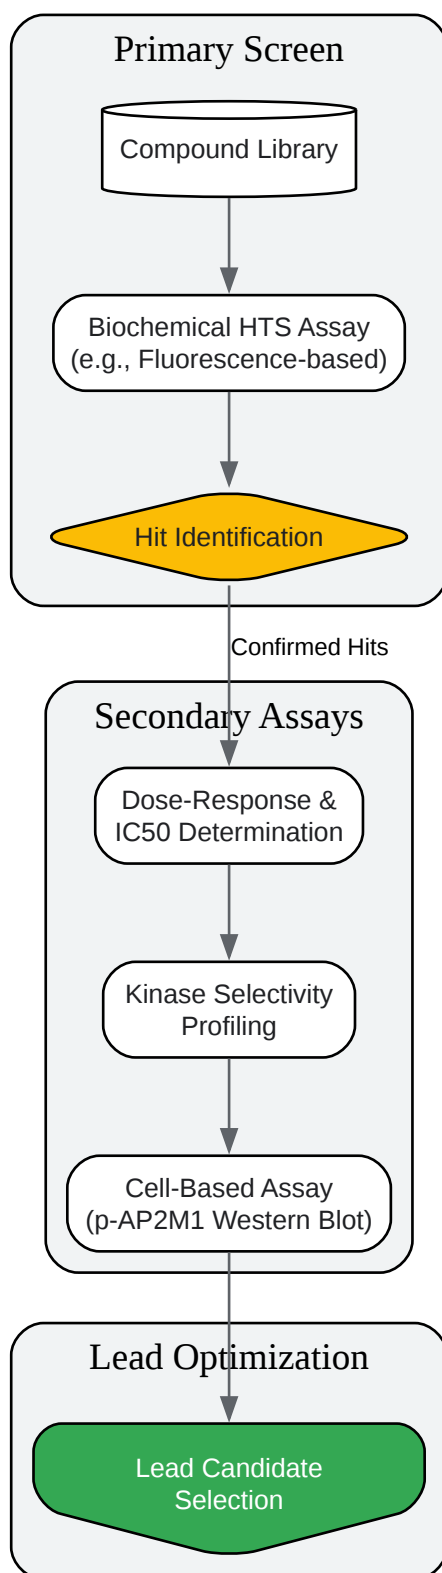 Primary Screen
Compound Library
Biochemical HTS Assay
(e.g., Fluorescence-based)
Hit Identification
Confirmed Hits
Secondary Assays
Dose-Response &
IC50 Determination
Kinase Selectivity
Profiling
Cell-Based Assay
(p-AP2M1 Western Blot)
Lead Optimization
Lead Candidate
Selection